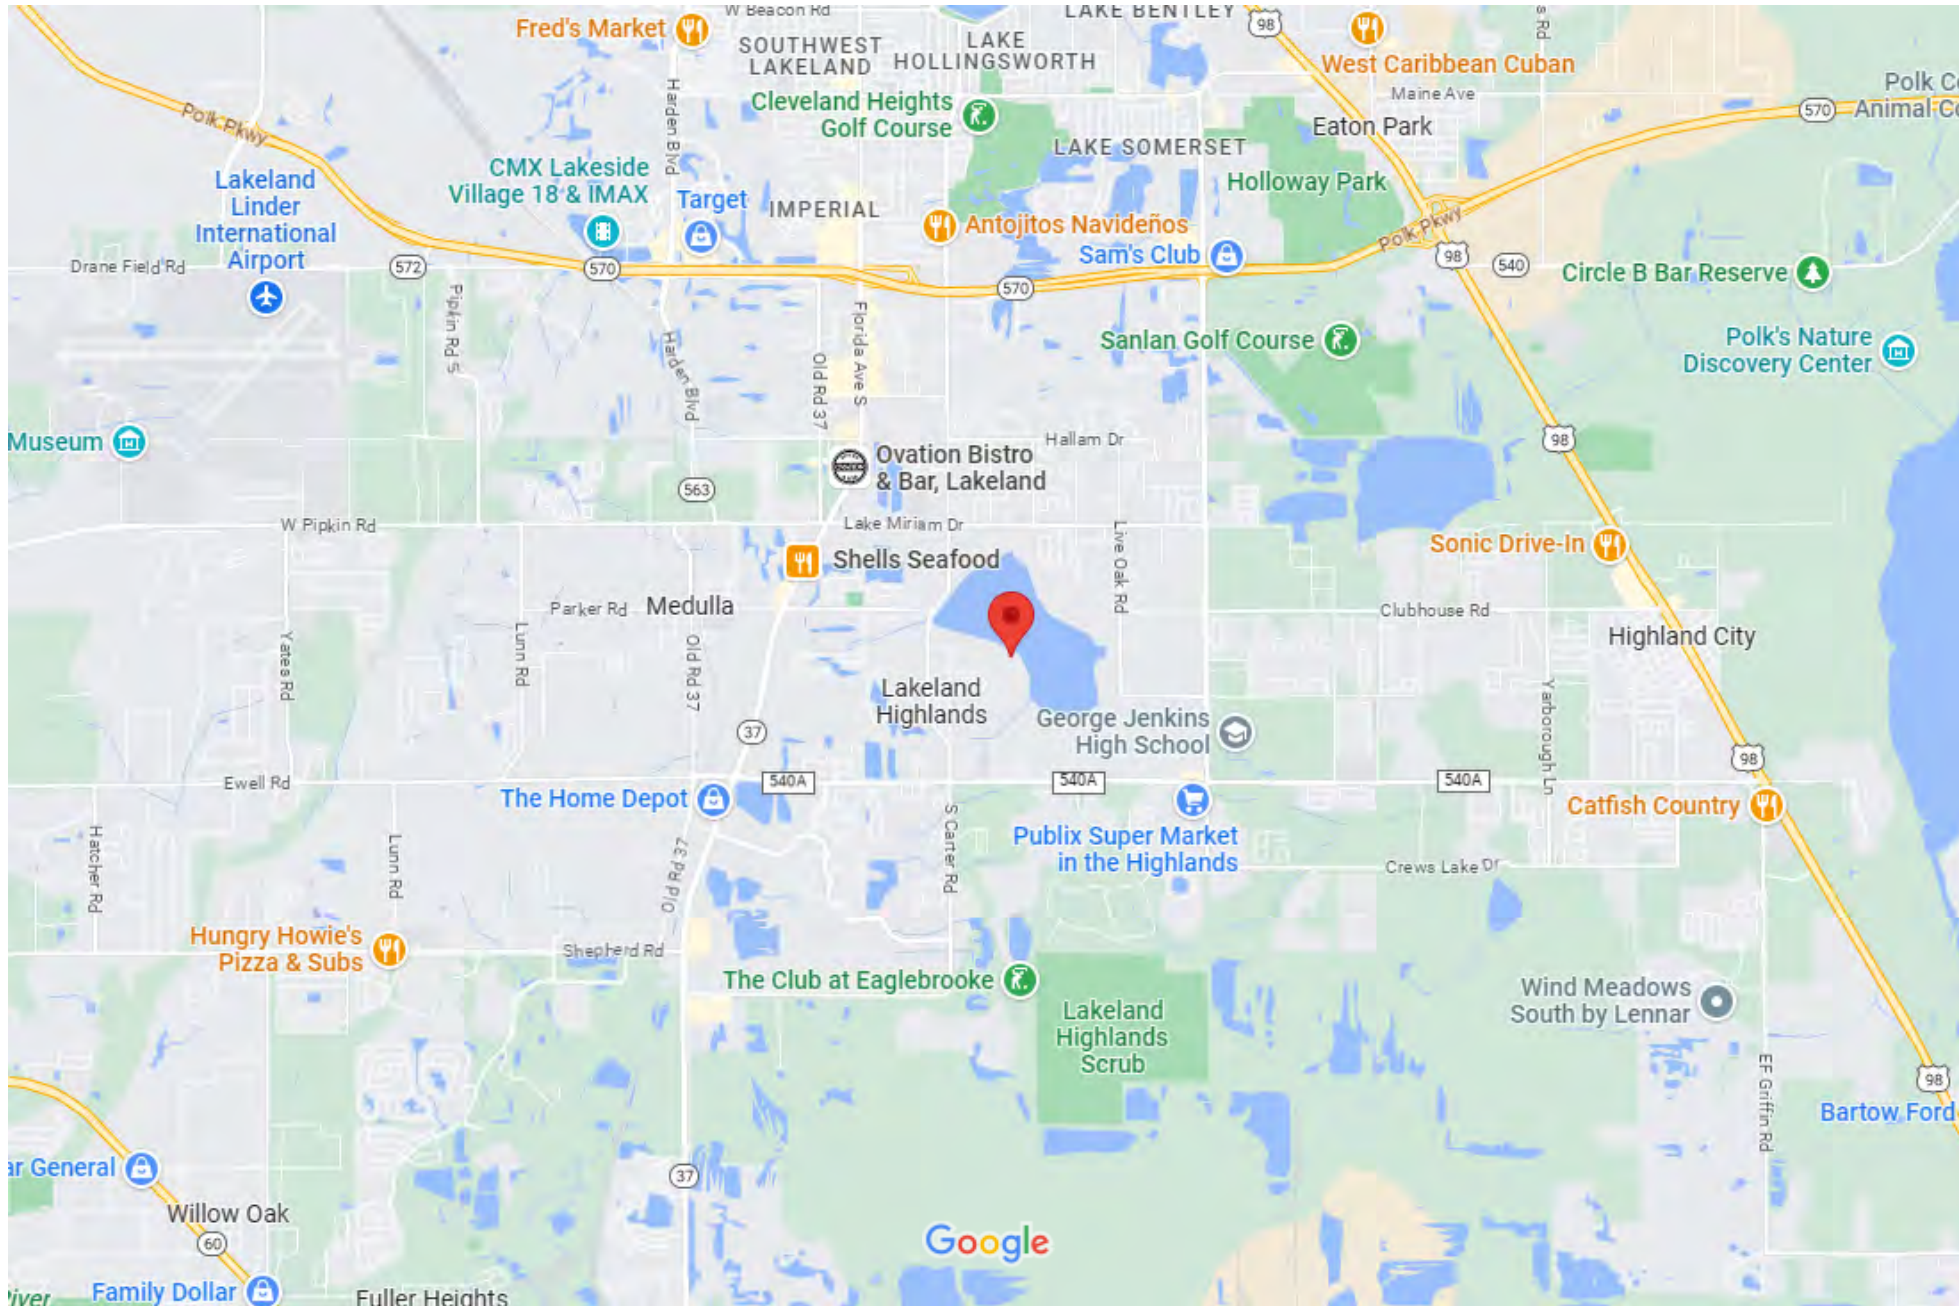 W Beacon Rd
LAKE BENTLEY
98
s Rd
Fred's Market
SOUTHWEST
LAKELAND
LAKE
HOLLINGSWORTH
West Caribbean Cuban
Maine Ave
Polk Co
Animal Co
570
Polk Pkwy
Harden Blvd
Cleveland Heights
Golf Course
Eaton Park
LAKE SOMERSET
CMX Lakeside
Village 18 & IMAX
Holloway Park
Lakeland
Linder
International
Airport
Target
IMPERIAL
Antojitos Navideños
Polk Pkwy
Sam's Club
98
540
Circle B Bar Reserve
Drane Field Rd
572
570
570
Pipkin Rd S
Harden Blvd
Old Rd 37
Florida Ave S
Sanlan Golf Course
Polk's Nature
Discovery Center
Museum
Hallam Dr
98
Ovation Bistro
& Bar, Lakeland
563
W Pipkin Rd
Lake Miriam Dr
Live Oak Rd
Sonic Drive-In
Shells Seafood
Parker Rd
Medulla
Clubhouse Rd
Highland City
Yates Rd
Lunn Rd
Old Rd 37
Lakeland
Highlands
Yarborough Ln
George Jenkins
High School
37
98
Ewell Rd
540A
540A
540A
The Home Depot
Catfish Country
Hatcher Rd
Lunn Rd
Old Rd 37
S Carter Rd
Publix Super Market
in the Highlands
Crews Lake Dr
Hungry Howie's
Pizza & Subs
Shepherd Rd
The Club at Eaglebrooke
Wind Meadows
South by Lennar
Lakeland
Highlands
Scrub
EF Griffin Rd
98
Bartow Ford
ar General
37
Willow Oak
60
Google
River
Family Dollar
Fuller Heights